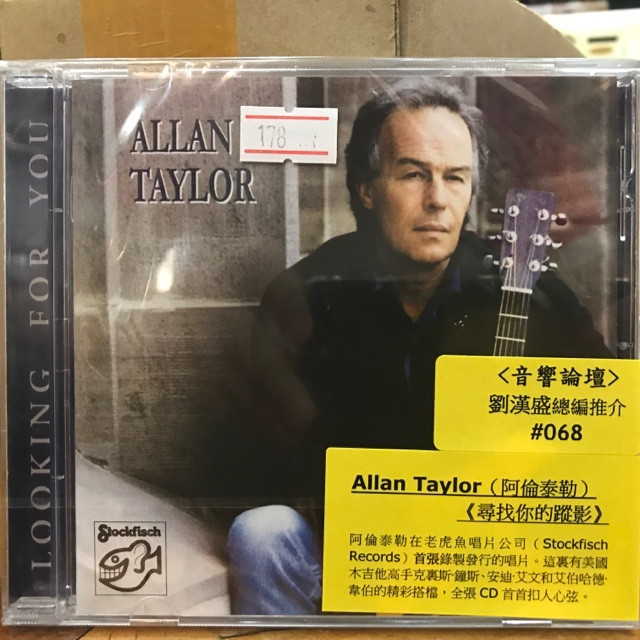 LOOKING FOR YOU
ALLAN
TAYLOR
178
<音響論壇>
劉漢盛總編推介
#068
Allan Taylor（阿倫泰勒）
《尋找你的蹤影》
阿倫泰勒在老虎魚唱片公司（Stockfisch
Records）首張錄製發行的唱片。這裏有美國
木吉他高手克裏斯·鐘斯、安迪·艾文和艾伯哈德·
韋伯的精彩搭檔，全張 CD 首首扣人心弦。
Stockfisch